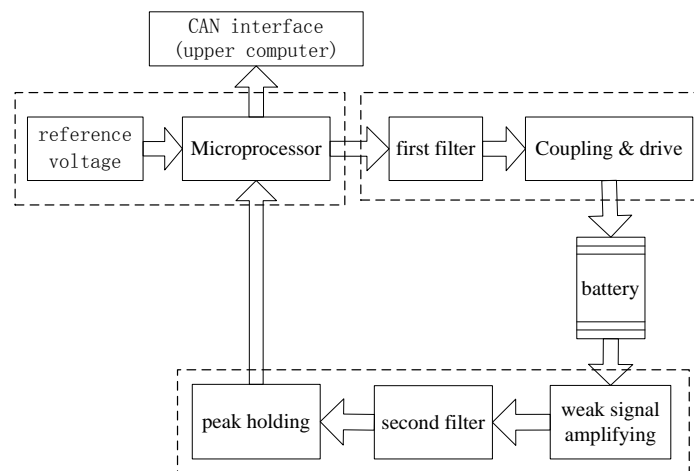 CAN interface
(upper computer)
reference
voltage
Microprocessor
first filter
Coupling & drive
battery
peak holding
second filter
weak signal
amplifying